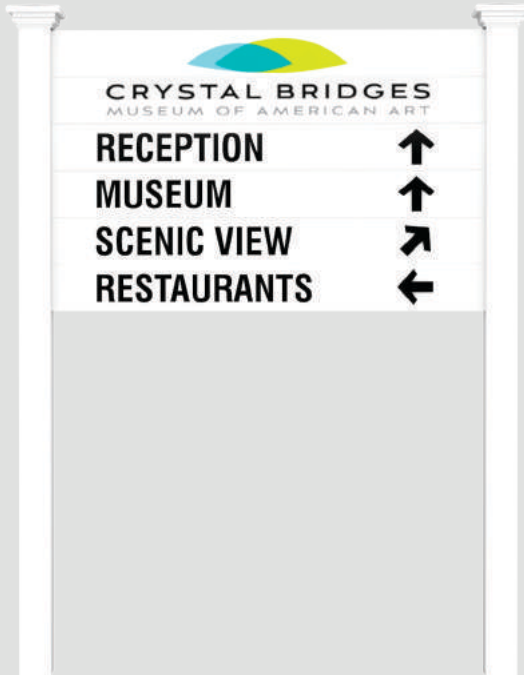 CRYSTAL BRIDGES
MUSEUM OF AMERICAN ART
RECEPTION
MUSEUM
SCENIC VIEW
RESTAURANTS